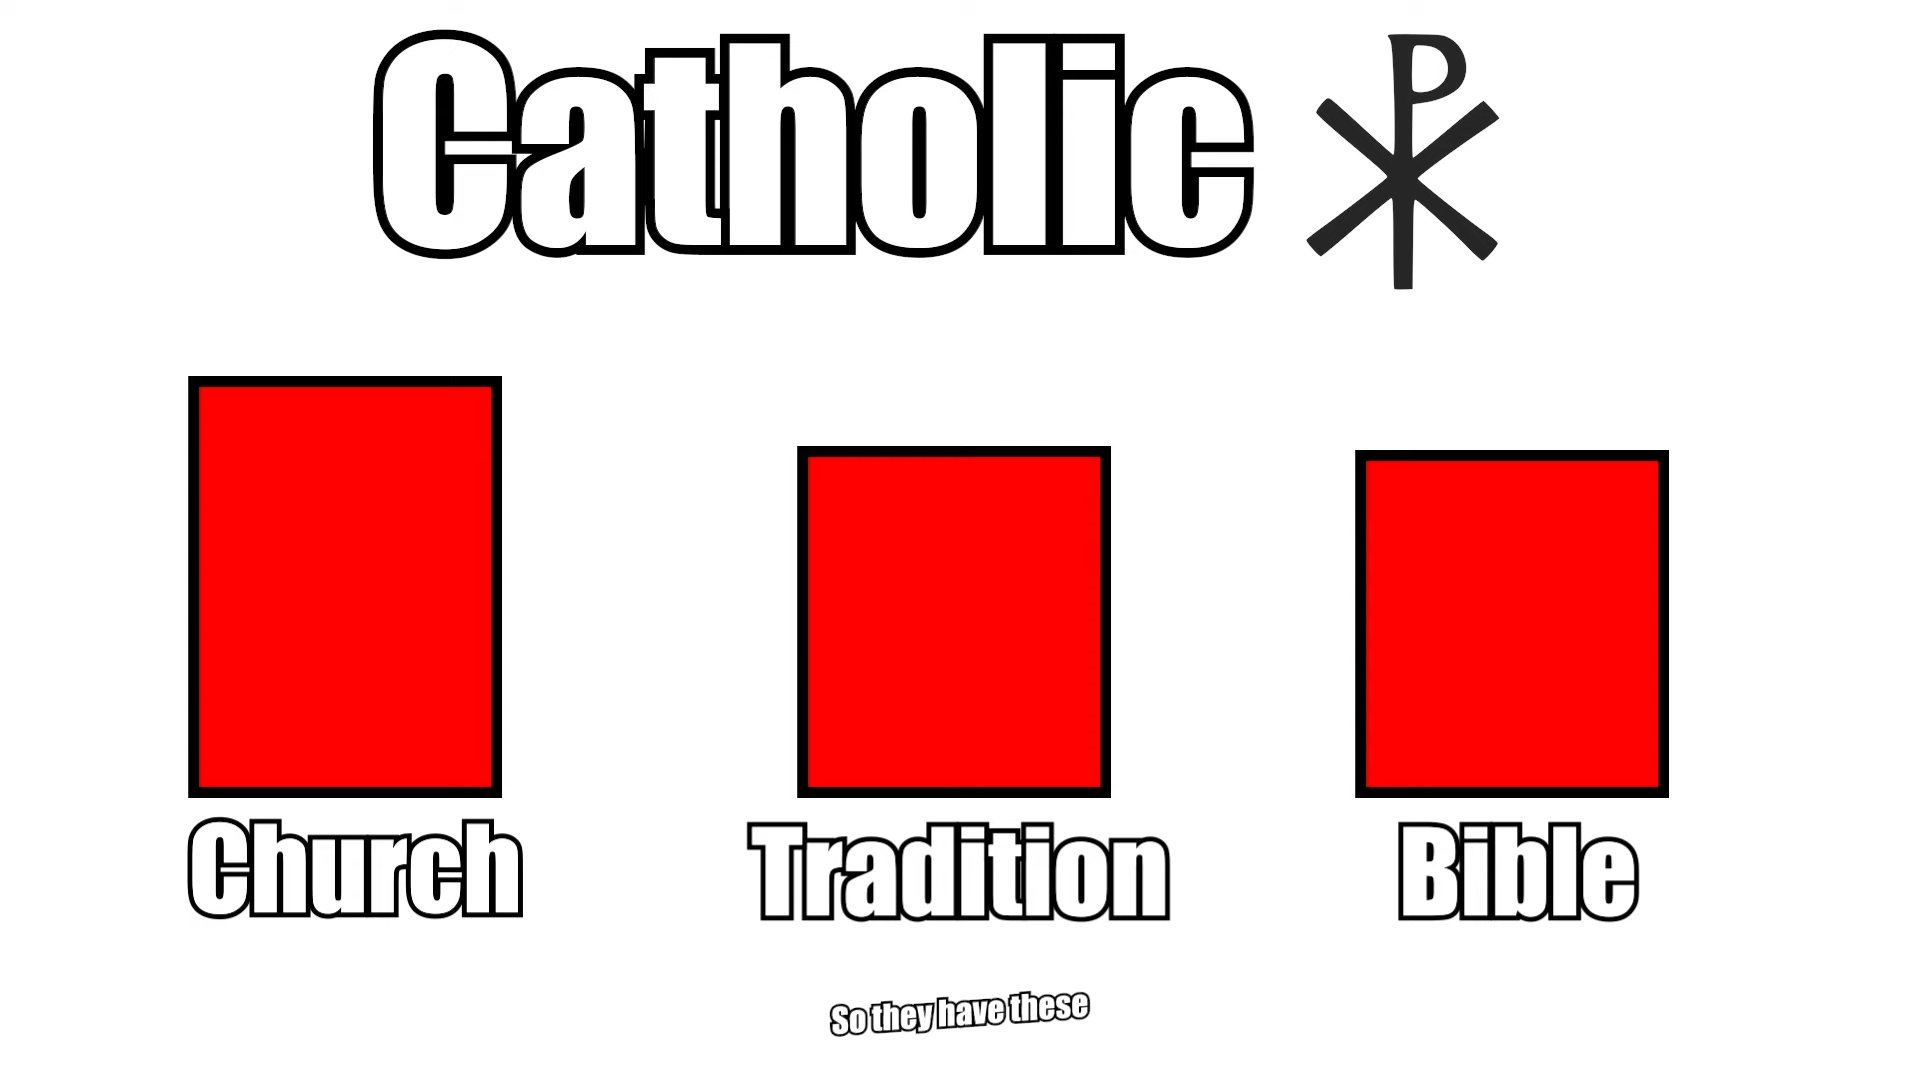 Catholic
Church
Tradition
Bible
So they have these